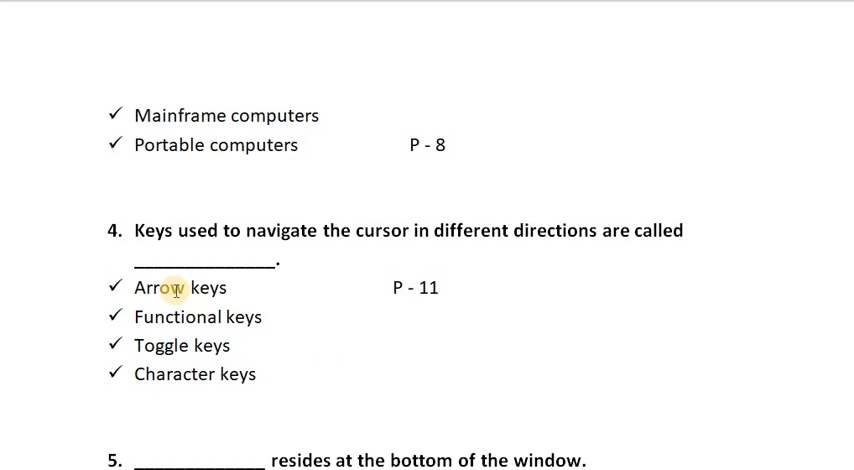 ✓ Mainframe computers
✓ Portable computers P - 8
4. Keys used to navigate the cursor in different directions are called
______________.
✓ Arrow keys P - 11
✓ Functional keys
✓ Toggle keys
✓ Character keys
5. _____________ resides at the bottom of the window.